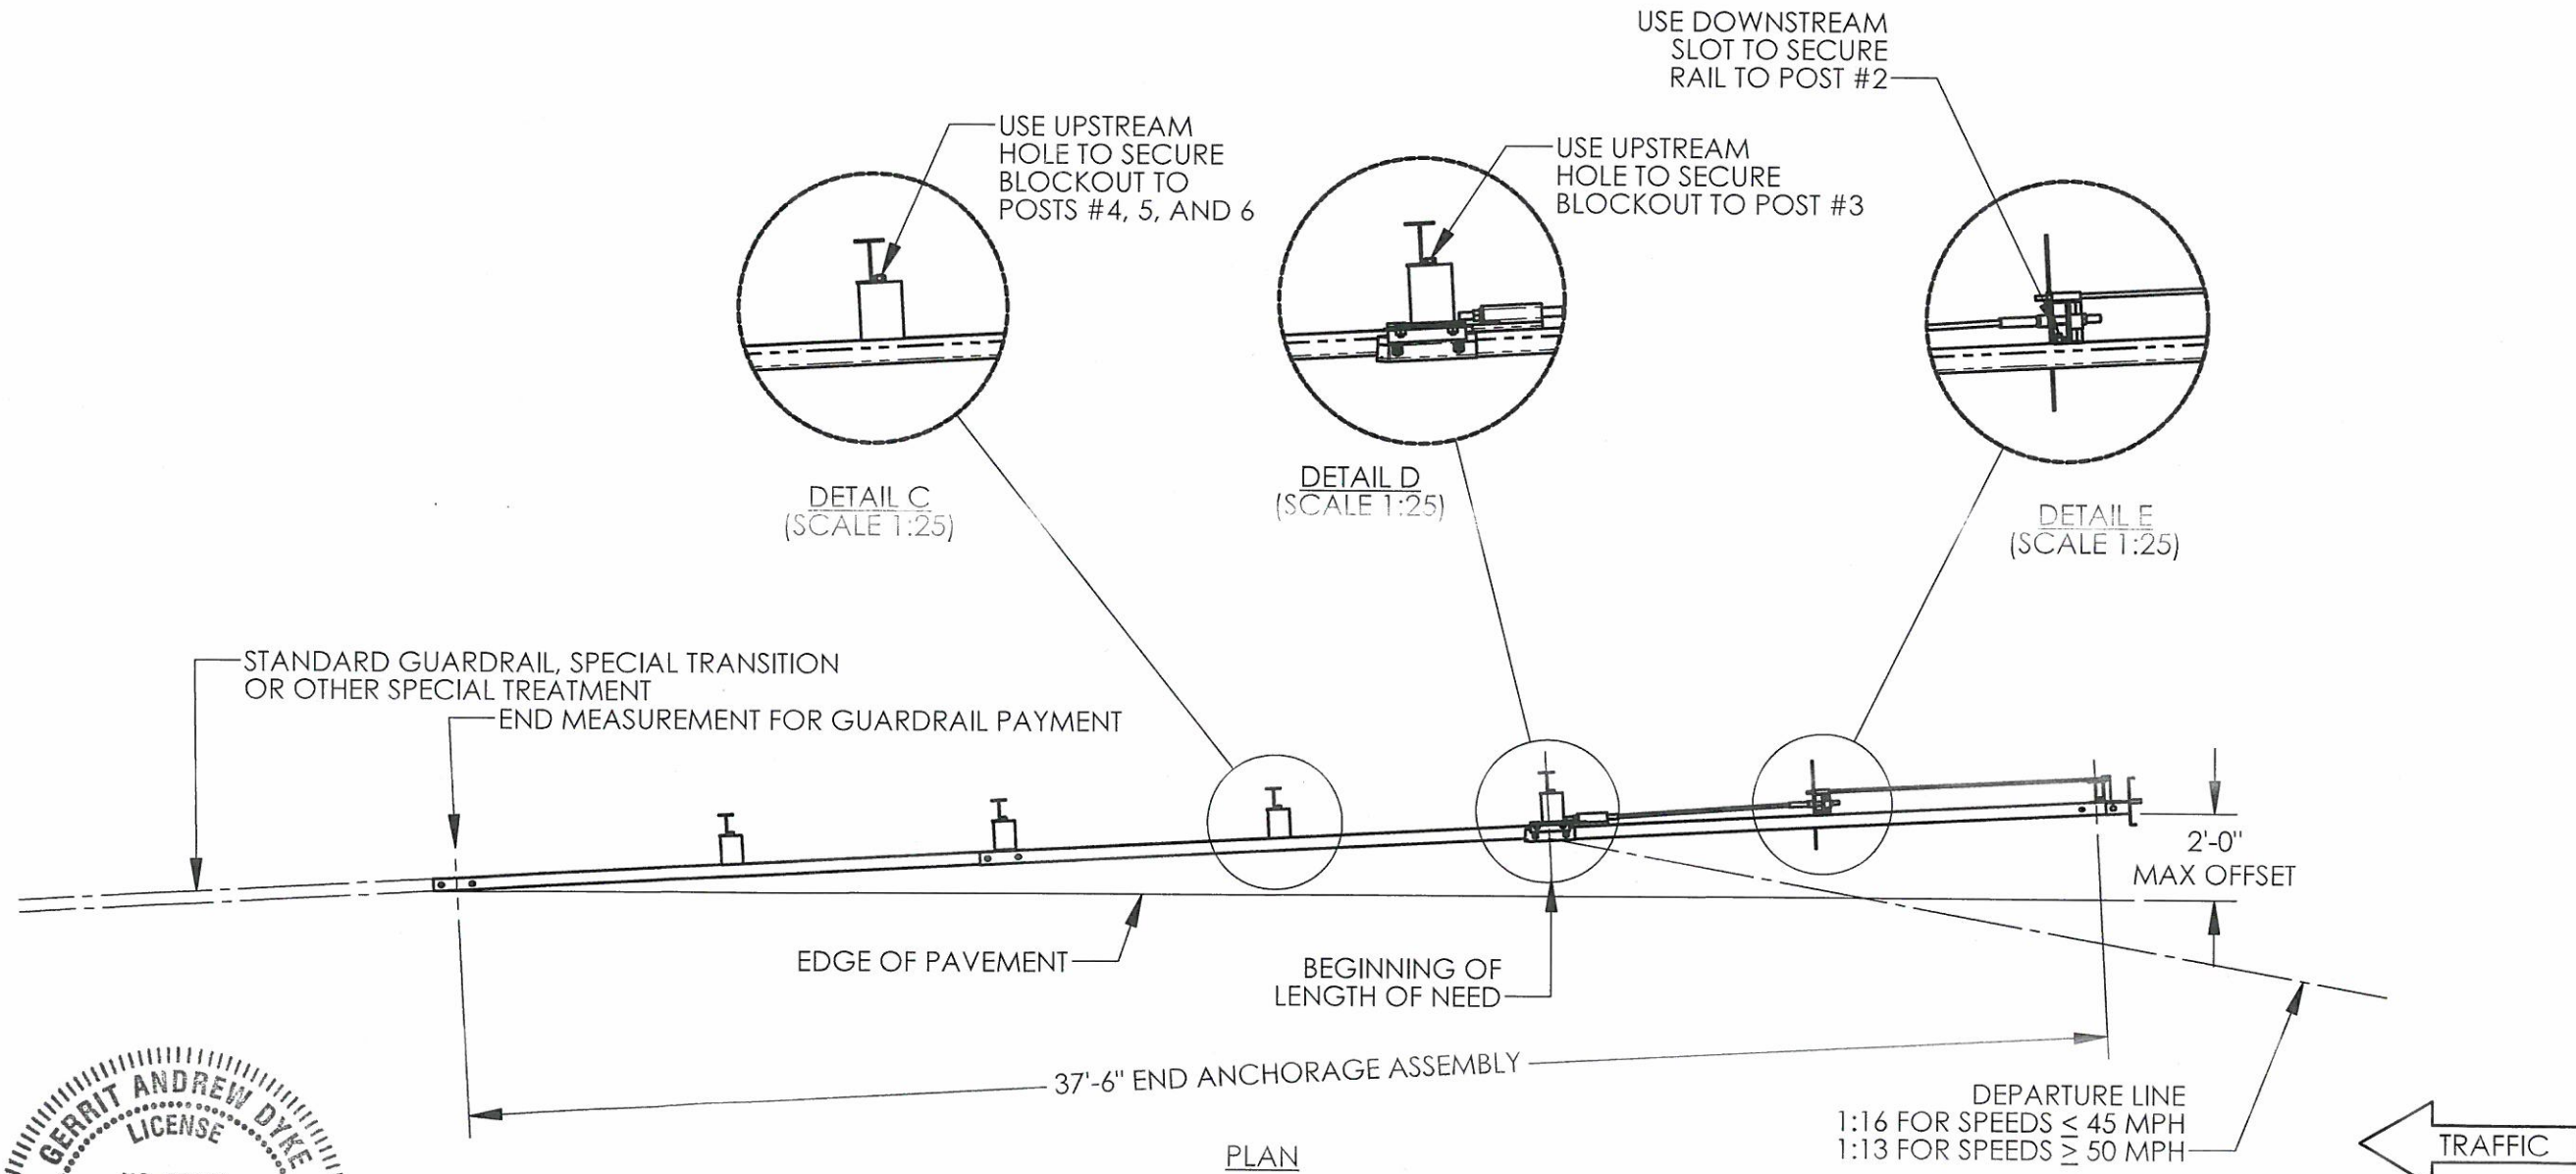 USE DOWNSTREAM
SLOT TO SECURE
RAIL TO POST #2
USE UPSTREAM
HOLE TO SECURE
BLOCKOUT TO
POSTS #4, 5, AND 6
USE UPSTREAM
HOLE TO SECURE
BLOCKOUT TO POST #3
DETAIL C
(SCALE 1:25)
DETAIL D
(SCALE 1:25)
DETAIL E
(SCALE 1:25)
STANDARD GUARDRAIL, SPECIAL TRANSITION
OR OTHER SPECIAL TREATMENT
END MEASUREMENT FOR GUARDRAIL PAYMENT
2'-0"
MAX OFFSET
EDGE OF PAVEMENT
BEGINNING OF
LENGTH OF NEED
37'-6" END ANCHORAGE ASSEMBLY
DEPARTURE LINE
1:16 FOR SPEEDS ≤ 45 MPH
1:13 FOR SPEEDS ≥ 50 MPH
TRAFFIC
PLAN
GERRIT ANDREW DYKE
LICENSE